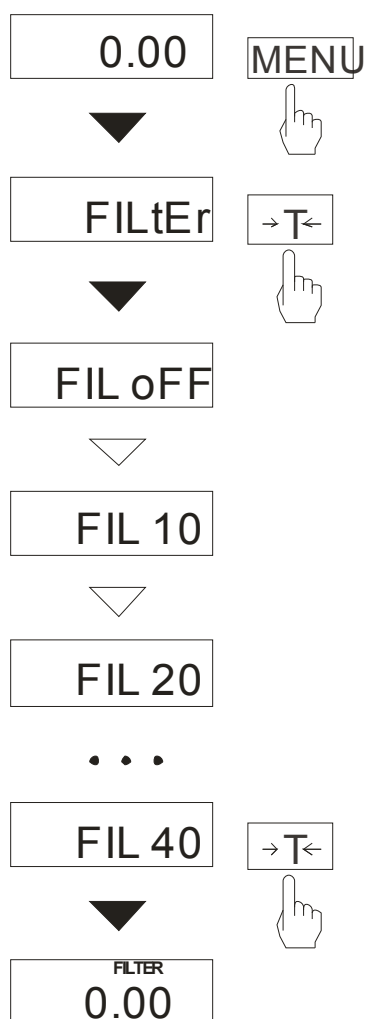 0.00 MENU
FILtEr →T←
FIL oFF
FIL 10
FIL 20
• • •
FIL 40 →T←
FILTER
0.00